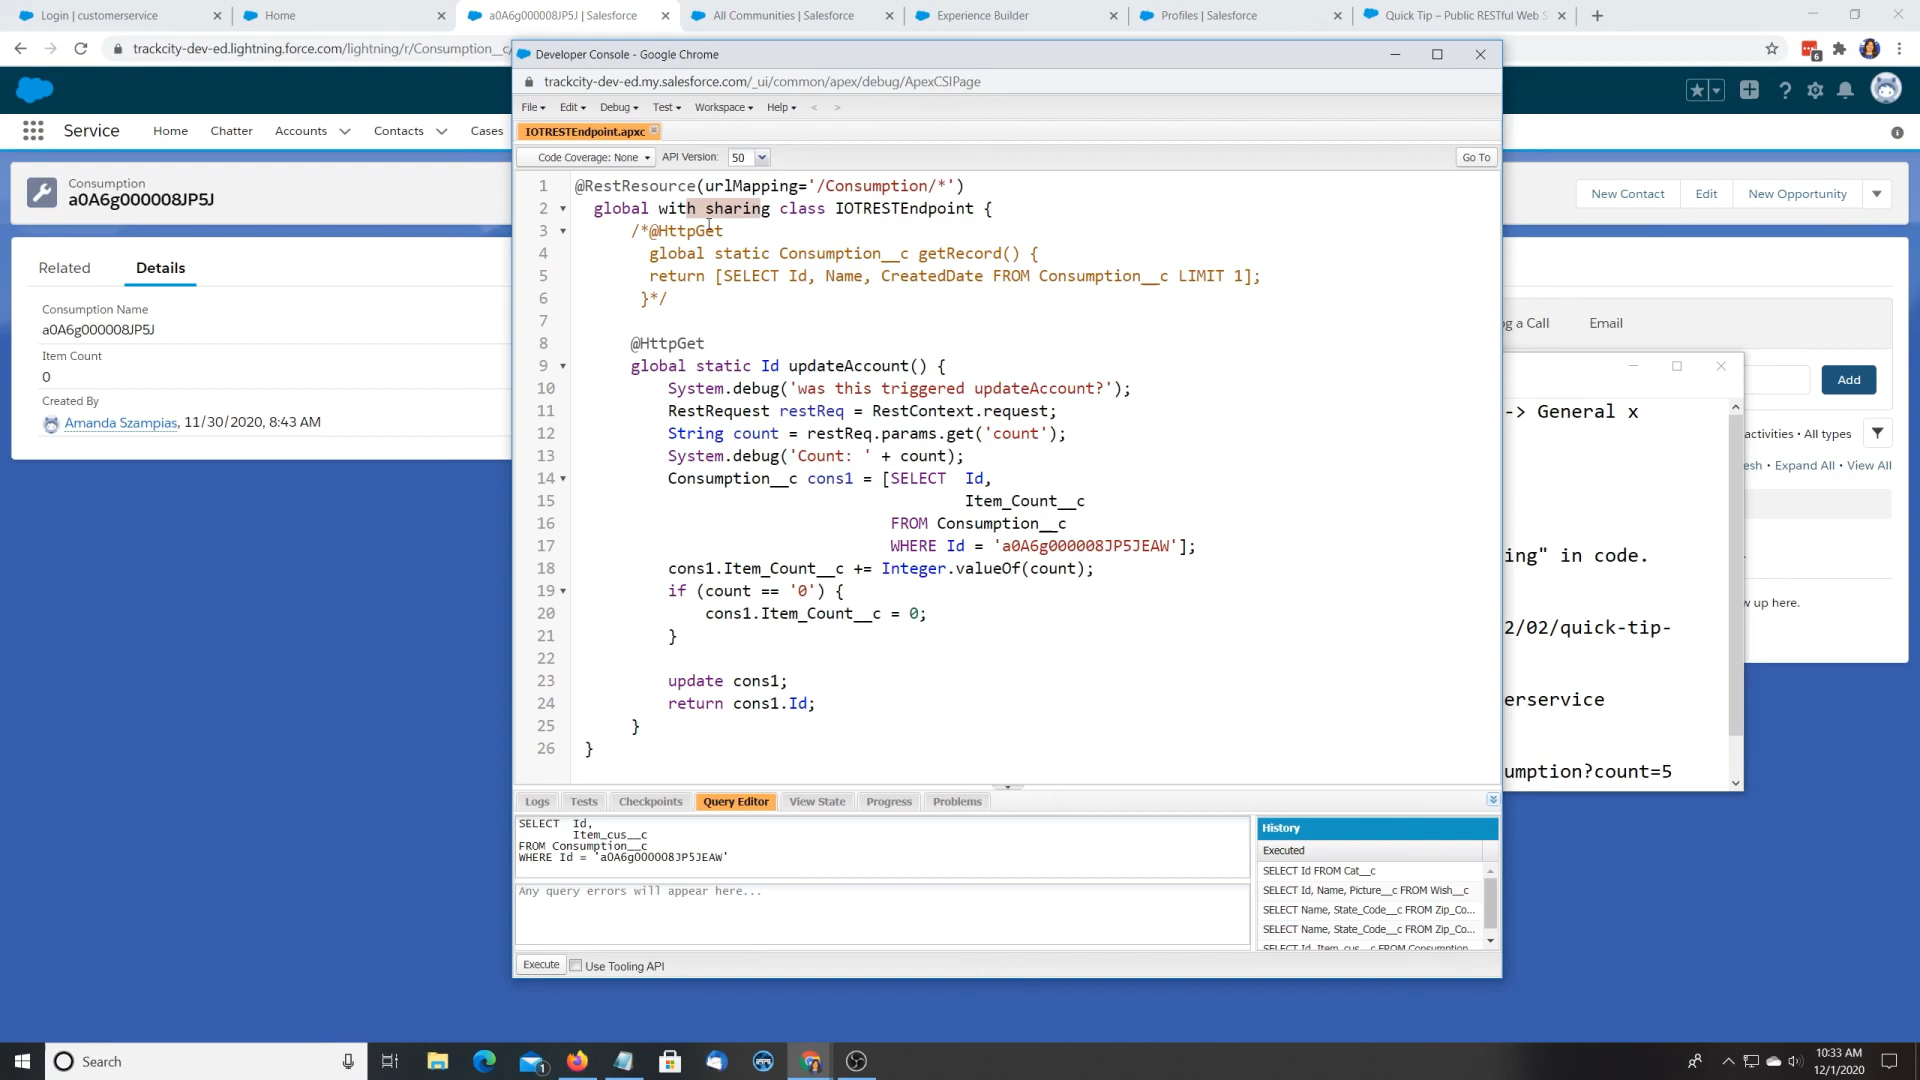 Login | customerservice
Home
a0A6g000008JP5J | Salesforce
All Communities | Salesforce
Experience Builder
Profiles | Salesforce
Quick Tip – Public RESTful Web S
trackcity-dev-ed.lightning.force.com/lightning/r/Consumption__c/
6
Service
Home
Chatter
Accounts
Contacts
Cases
Consumption
a0A6g000008JP5J
New Contact
Edit
New Opportunity
Related
Details
Consumption Name
a0A6g000008JP5J
Item Count
0
Created By
Amanda Szampias, 11/30/2020, 8:43 AM
Developer Console - Google Chrome
trackcity-dev-ed.my.salesforce.com/_ui/common/apex/debug/ApexCSIPage
File
Edit
Debug
Test
Workspace
Help
<
>
IOTRESTEndpoint.apxc
Code Coverage: None
API Version:
50
Go To
1 @RestResource(urlMapping='/Consumption/*')
2 global with sharing class IOTRESTEndpoint {
3 /*@HttpGet
4 global static Consumption__c getRecord() {
5 return [SELECT Id, Name, CreatedDate FROM Consumption__c LIMIT 1];
6 }*/
7
8 @HttpGet
9 global static Id updateAccount() {
10 System.debug('was this triggered updateAccount?');
11 RestRequest restReq = RestContext.request;
12 String count = restReq.params.get('count');
13 System.debug('Count: ' + count);
14 Consumption__c cons1 = [SELECT Id,
15 Item_Count__c
16 FROM Consumption__c
17 WHERE Id = 'a0A6g000008JP5JEAW'];
18 cons1.Item_Count__c += Integer.valueOf(count);
19 if (count == '0') {
20 cons1.Item_Count__c = 0;
21 }
22
23 update cons1;
24 return cons1.Id;
25 }
26 }
Logs
Tests
Checkpoints
Query Editor
View State
Progress
Problems
SELECT Id,
Item_cus__c
FROM Consumption__c
WHERE Id = 'a0A6g000008JP5JEAW'
Any query errors will appear here...
History
Executed
SELECT Id FROM Cat__c
SELECT Id, Name, Picture__c FROM Wish__c
SELECT Name, State_Code__c FROM Zip_Co...
SELECT Name, State_Code__c FROM Zip_Co...
SELECT Id, Item_cus__c FROM Consumption
Execute
Use Tooling API
g a Call
Email
Add
activities • All types
esh • Expand All • View All
w up here.
-> General x
ing" in code.
2/02/quick-tip-
erservice
umption?count=5
Search
1
10:33 AM
12/1/2020